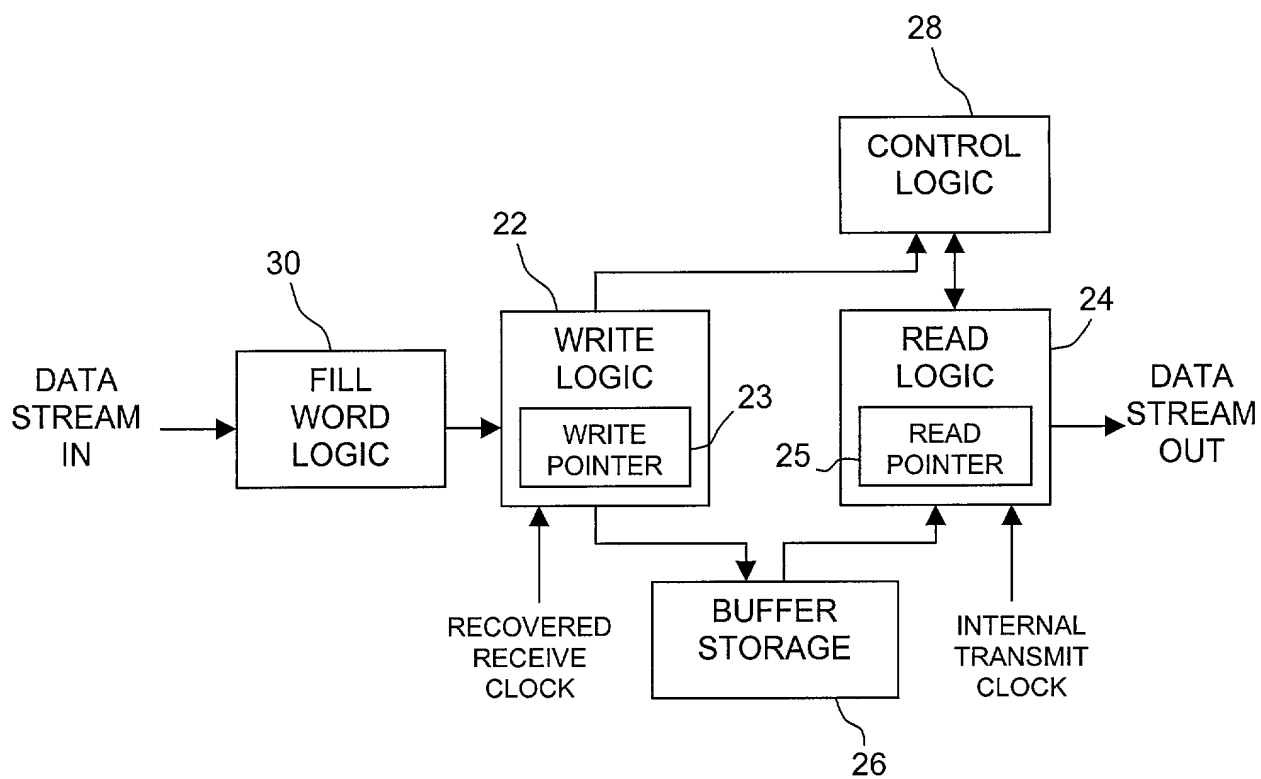 28
CONTROL
LOGIC
22
30
24
WRITE
LOGIC
READ
LOGIC
DATA
STREAM
IN
FILL
WORD
LOGIC
23
WRITE
POINTER
25
READ
POINTER
DATA
STREAM
OUT
RECOVERED
RECEIVE
CLOCK
BUFFER
STORAGE
INTERNAL
TRANSMIT
CLOCK
26